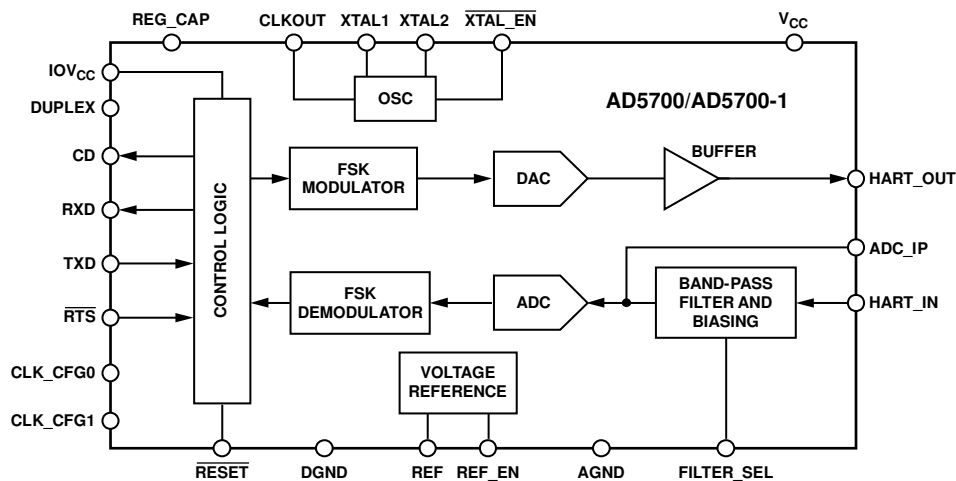 REG_CAP
CLKOUT
XTAL1
XTAL2
XTAL_EN
VCC
IOVCC
DUPLEX
CD
RXD
TXD
RTS
CLK_CFG0
CLK_CFG1
OSC
AD5700/AD5700-1
CONTROL LOGIC
FSK
MODULATOR
DAC
BUFFER
HART_OUT
ADC_IP
HART_IN
FSK
DEMODULATOR
ADC
BAND-PASS
FILTER AND
BIASING
VOLTAGE
REFERENCE
RESET
DGND
REF
REF_EN
AGND
FILTER_SEL